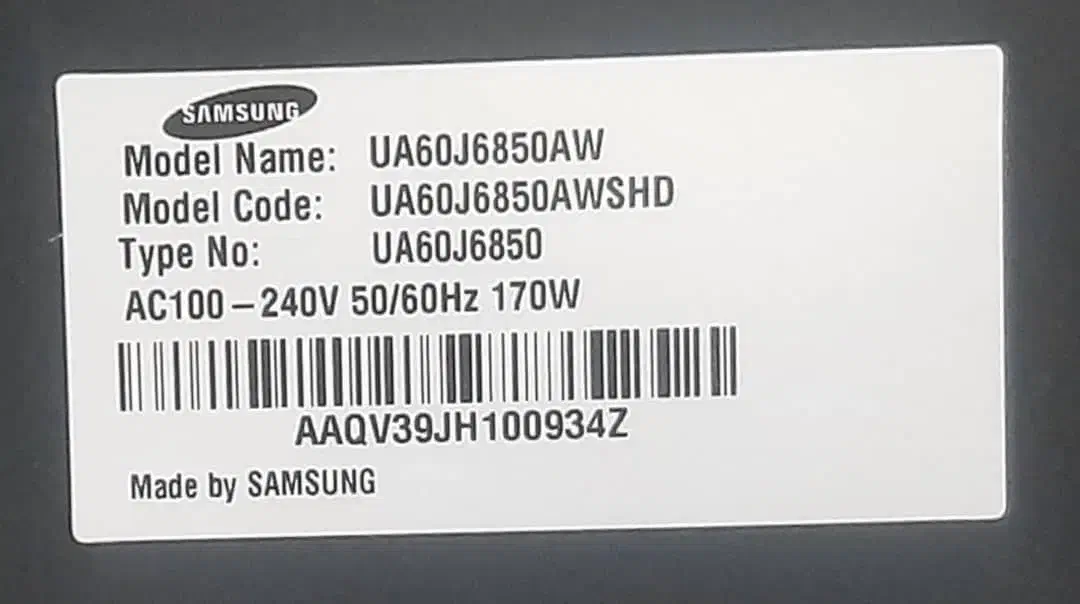 SAMSUNG
Model Name: UA60J6850AW
Model Code: UA60J6850AWSHD
Type No: UA60J6850
AC100-240V 50/60Hz 170W
AAQV39JH100934Z
Made by SAMSUNG